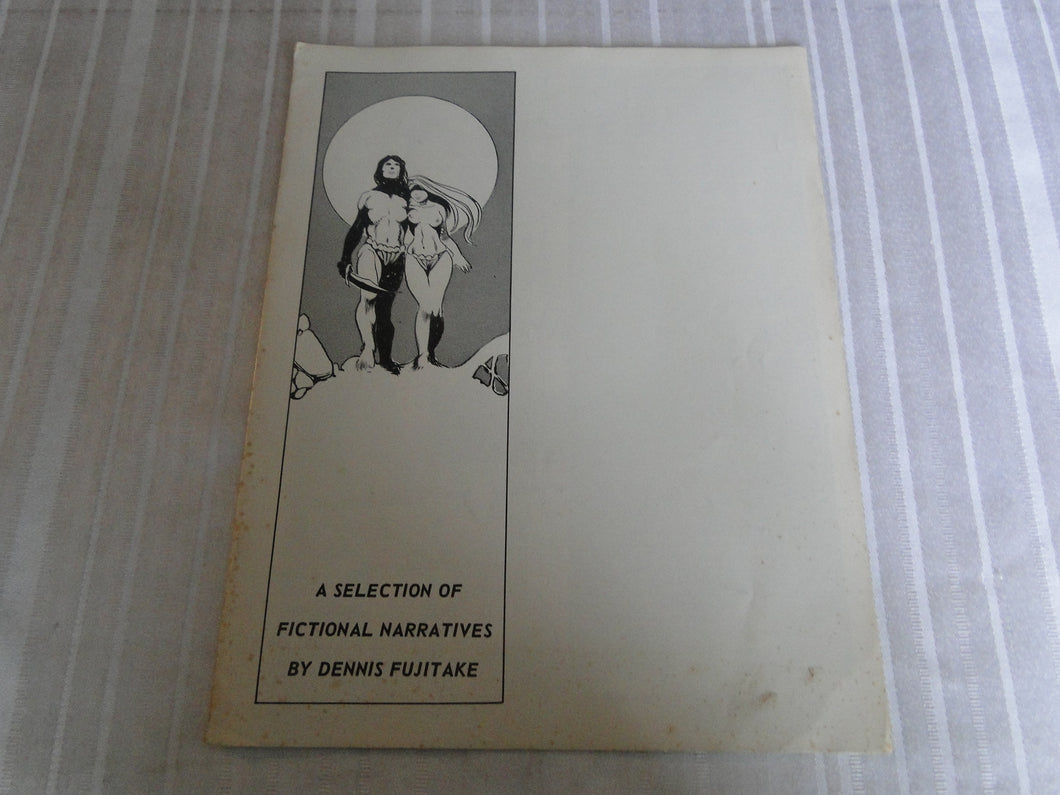 A SELECTION OF
FICTIONAL NARRATIVES
BY DENNIS FUJITAKE